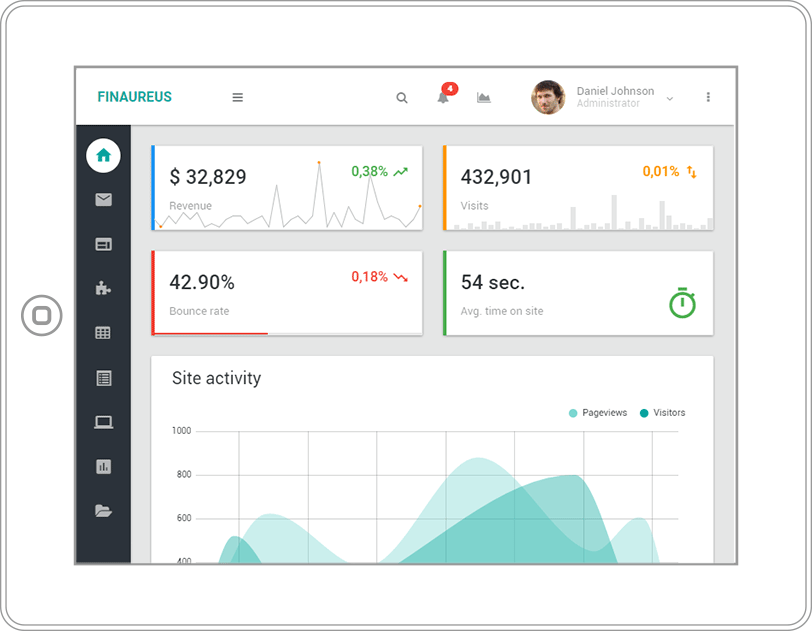 FINAUREUS
4
Daniel Johnson
Administrator
$ 32,829
0,38%
Revenue
432,901
0,01%
Visits
42.90%
0,18%
Bounce rate
54 sec.
Avg. time on site
Site activity
Pageviews
Visitors
1000
800
600
400